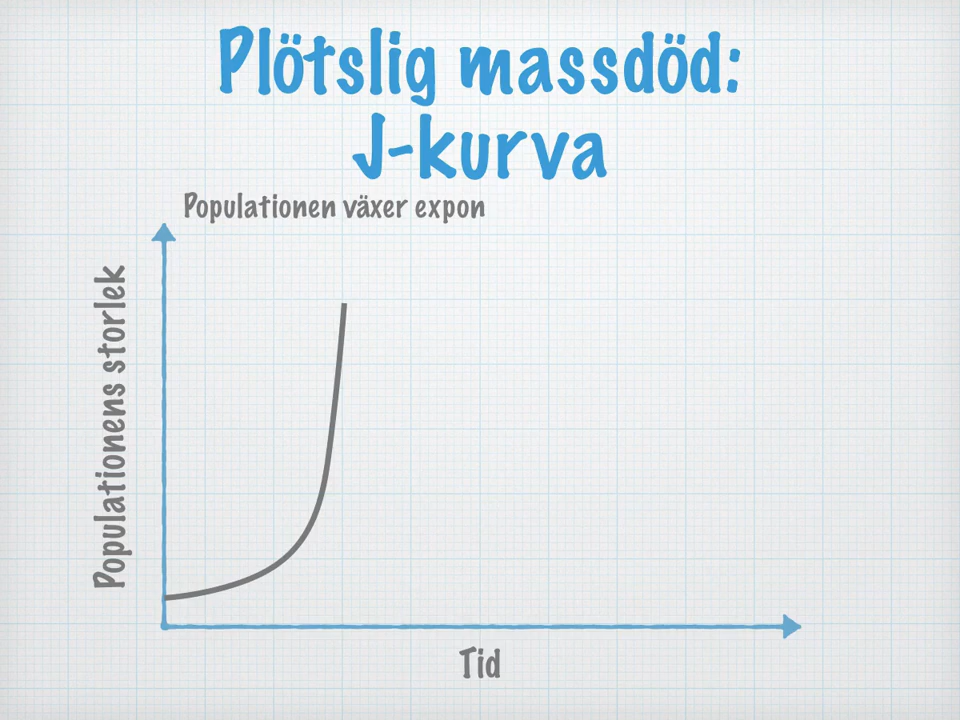 Plötslig massdöd:
J-kurva
Populationen växer expon
Populationens storlek
Tid